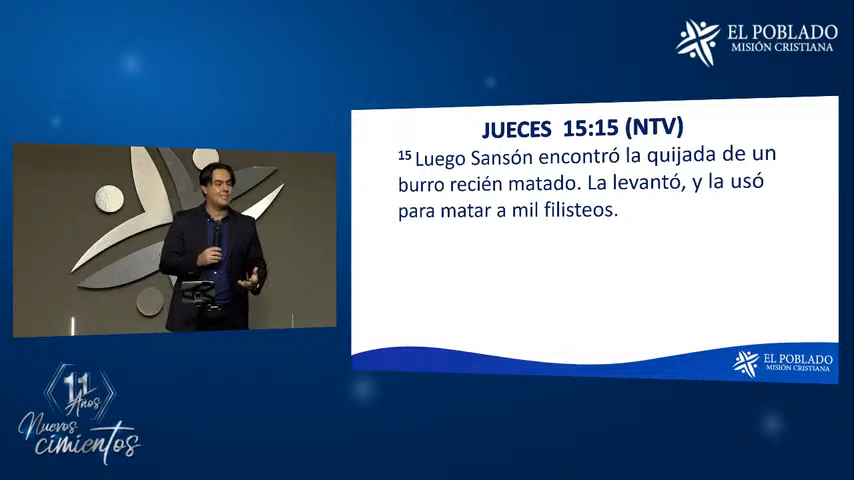 EL POBLADO
MISIÓN CRISTIANA
JUECES 15:15 (NTV)
15 Luego Sansón encontró la quijada de un
burro recién matado. La levantó, y la usó
para matar a mil filisteos.
EL POBLADO
MISIÓN CRISTIANA
11
Años
Nuevos
cimientos